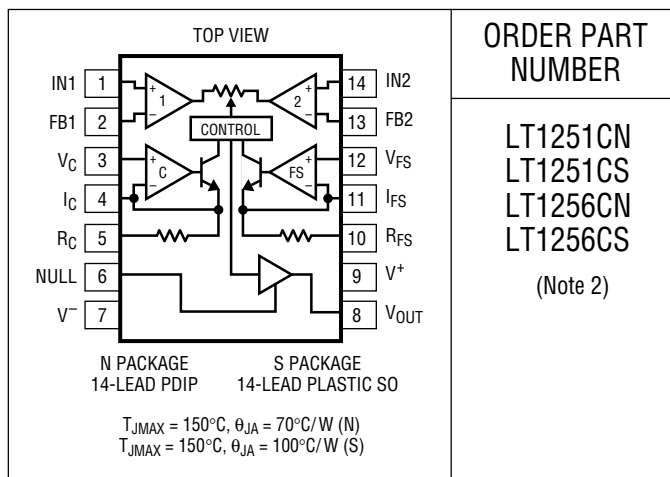 TOP VIEW
IN1 1
FB1 2
VC 3
IC 4
RC 5
NULL 6
V– 7
14 IN2
13 FB2
12 VFS
11 IFS
10 RFS
9 V+
8 VOUT
+
–
1
+
–
2
CONTROL
+
–
C
+
–
FS
N PACKAGE
14-LEAD PDIP
S PACKAGE
14-LEAD PLASTIC SO
TJMAX = 150°C, θJA = 70°C/W (N)
TJMAX = 150°C, θJA = 100°C/W (S)
ORDER PART
NUMBER
LT1251CN
LT1251CS
LT1256CN
LT1256CS
(Note 2)